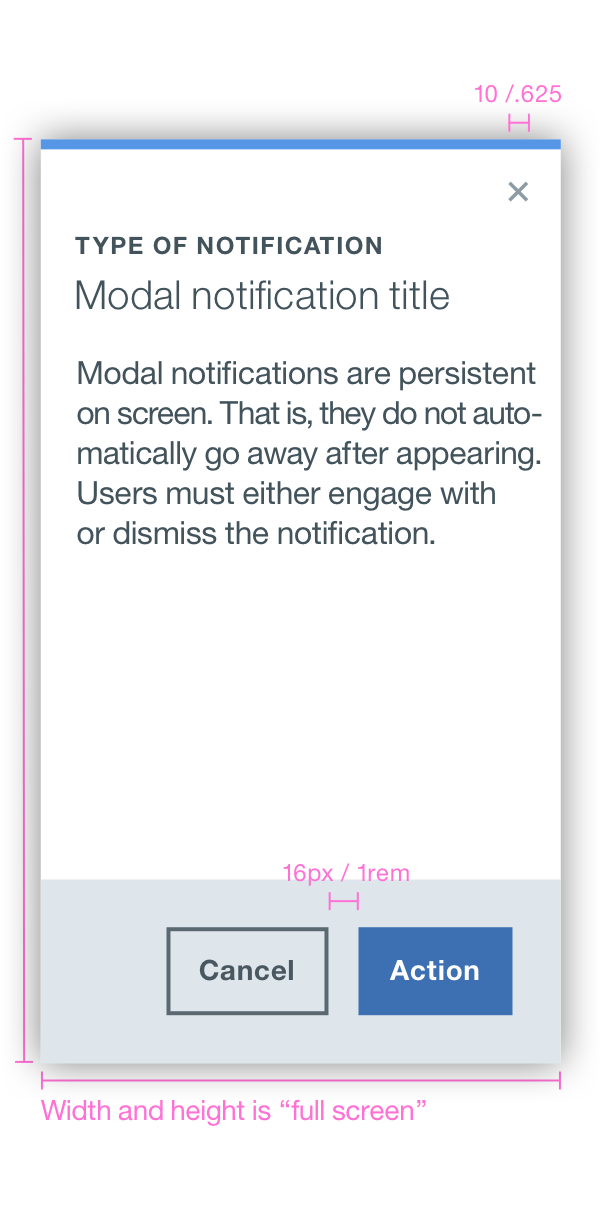 10 /.625
TYPE OF NOTIFICATION
Modal notification title
Modal notifications are persistent
on screen. That is, they do not auto-
matically go away after appearing.
Users must either engage with
or dismiss the notification.
16px / 1rem
Cancel
Action
Width and height is “full screen”